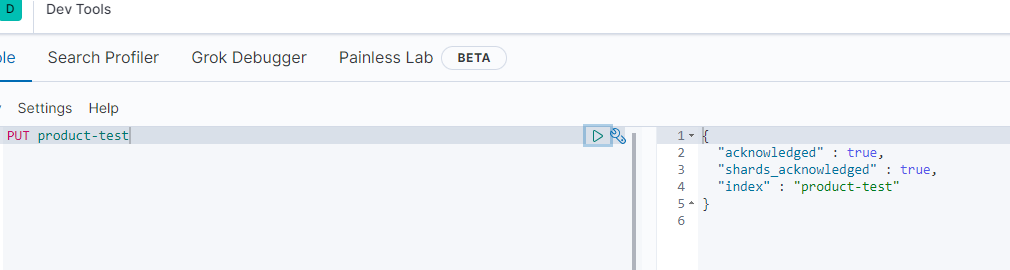 D Dev Tools
Search Profiler Grok Debugger Painless Lab BETA
Settings Help
PUT product-test
1 {
2 "acknowledged" : true,
3 "shards_acknowledged" : true,
4 "index" : "product-test"
5 }
6